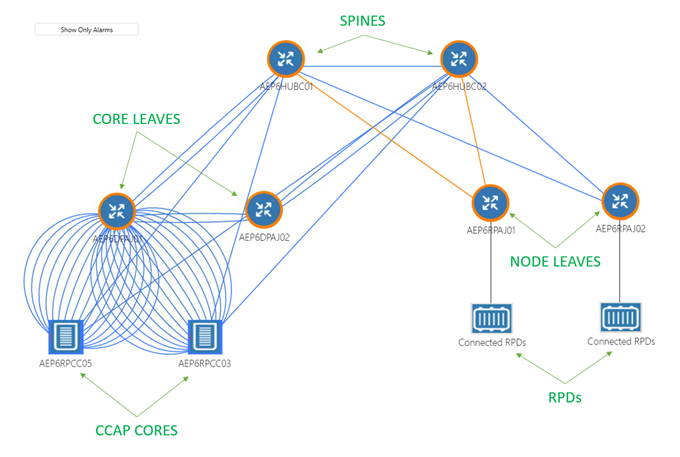 SPINES
Show Only Alarms
AEP6HUBC01
AEP6HUBC02
CORE LEAVES
AEP6DPAJ01
AEP6DPAJ02
AEP6RPAJ01
AEP6RPAJ02
NODE LEAVES
Connected RPDs
Connected RPDs
AEP6RPCC05
AEP6RPCC03
RPDs
CCAP CORES